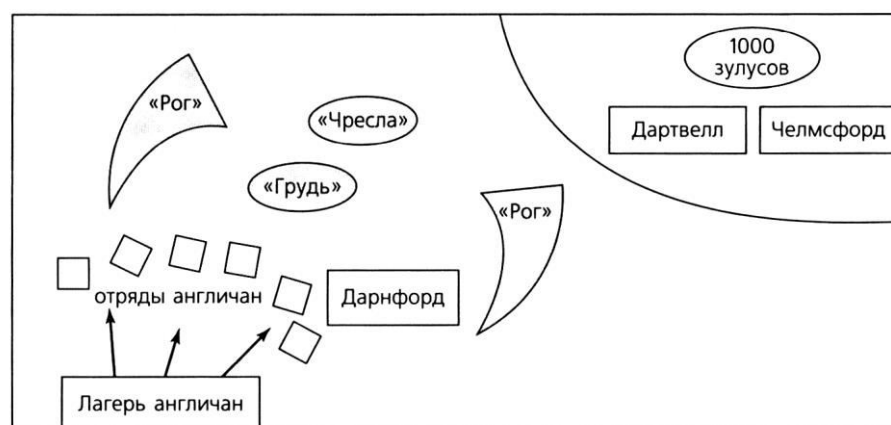 1000
зулусов
«Рог»
«Чресла»
Дартвелл
Челмсфорд
«Грудь»
«Рог»
отряды англичан
Дарнфорд
Лагерь англичан